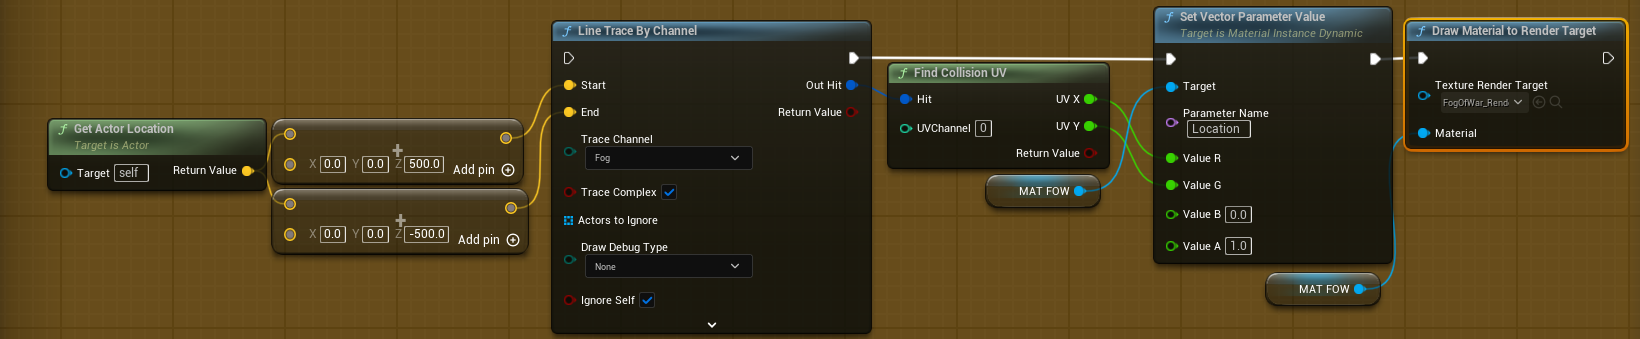 Get Actor Location
Target is Actor
Target self
Return Value
X 0.0 Y 0.0 Z 500.0
Add pin
X 0.0 Y 0.0 Z -500.0
Add pin
Line Trace By Channel
Start
End
Out Hit
Return Value
Trace Channel
Fog
Trace Complex
Actors to Ignore
Draw Debug Type
None
Ignore Self
Find Collision UV
Hit
UVChannel 0
UV X
UV Y
Return Value
MAT FOW
Set Vector Parameter Value
Target is Material Instance Dynamic
Target
Parameter Name
Location
Value R
Value G
Value B 0.0
Value A 1.0
MAT FOW
Draw Material to Render Target
Texture Render Target
FogOfWar_Rend
Material